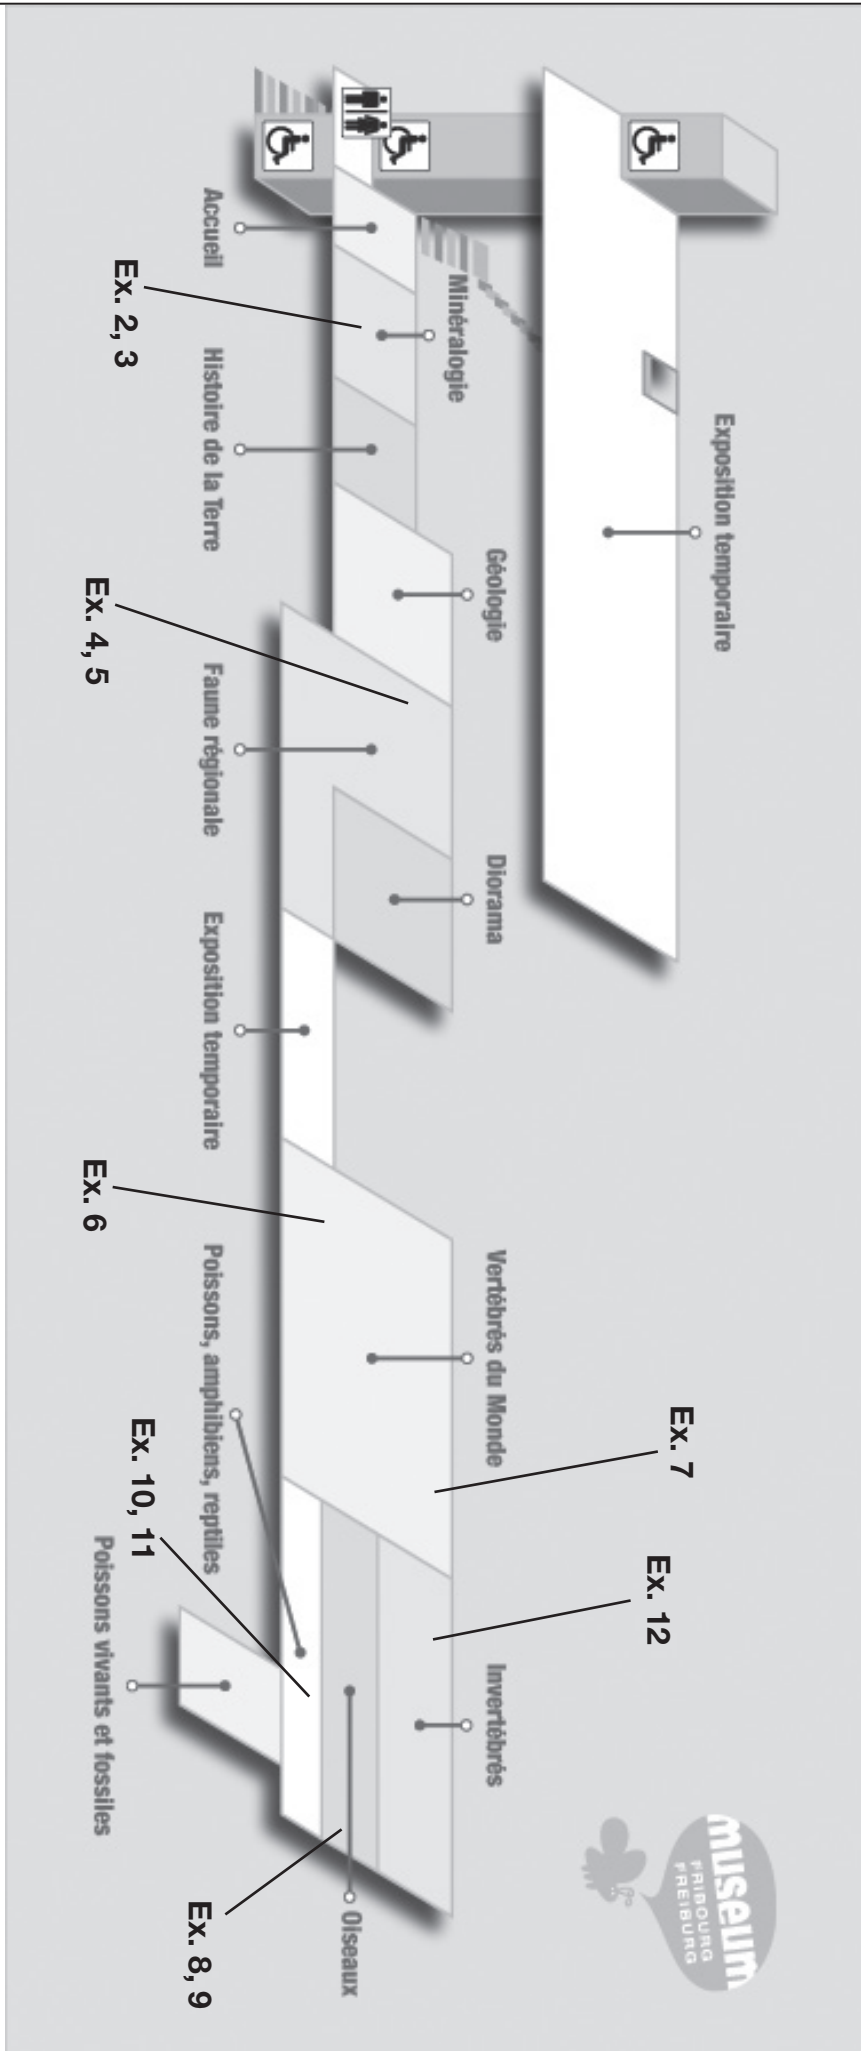 Exposition temporaire
museum
FRIBOURG
FREIBURG
Minéralogie
Géologie
Diorama
Vertébrés du Monde
Ex. 7
Ex. 12
Invertébrés
Oiseaux
Accueil
Histoire de la Terre
Faune régionale
Exposition temporaire
Poissons, amphibiens, reptiles
Ex. 8, 9
Ex. 2, 3
Ex. 4, 5
Ex. 6
Ex. 10, 11
Poissons vivants et fossiles